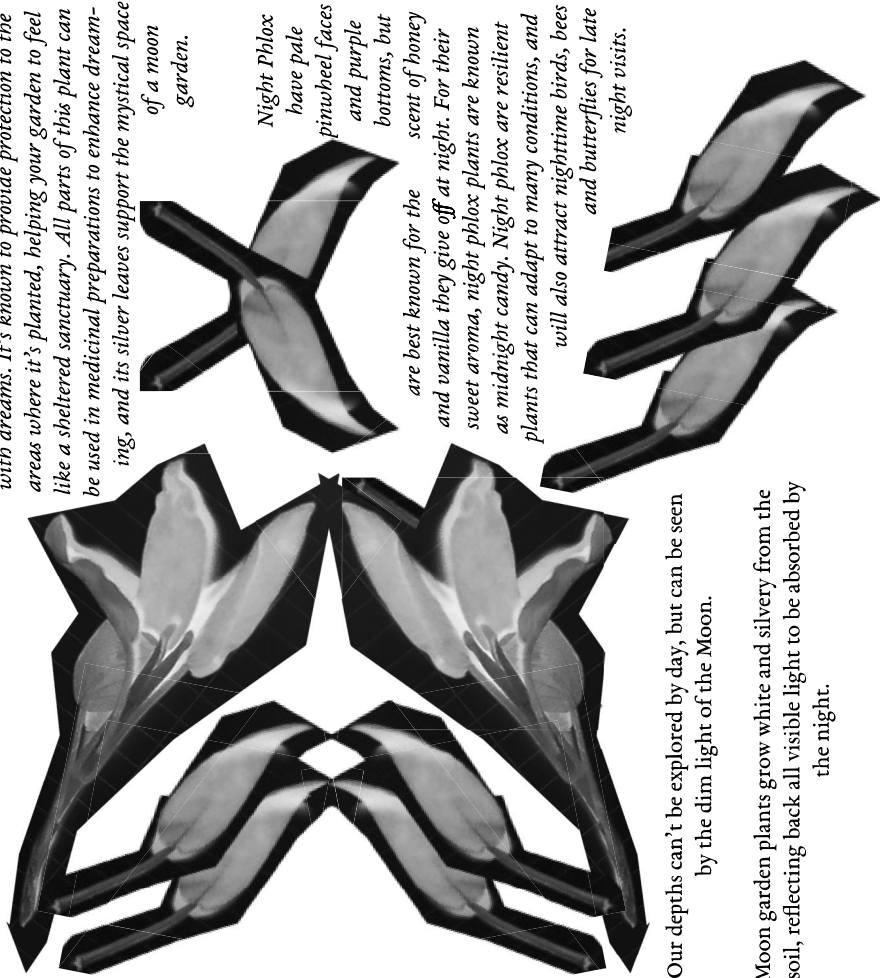 with dreams. It's known to provide protection to the
areas where it's planted, helping your garden to feel
like a sheltered sanctuary. All parts of this plant can
be used in medicinal preparations to enhance dream-
ing, and its silver leaves support the mystical space
of a moon
garden.
Night Phlox
have pale
pinwheel faces
and purple
bottoms, but
are best known for the scent of honey
and vanilla they give off at night. For their
sweet aroma, night phlox plants are known
as midnight candy. Night phlox are resilient
plants that can adapt to many conditions, and
will also attract nighttime birds, bees
and butterflies for late
night visits.
Our depths can't be explored by day, but can be seen
by the dim light of the Moon.
Moon garden plants grow white and silvery from the
soil, reflecting back all visible light to be absorbed by
the night.